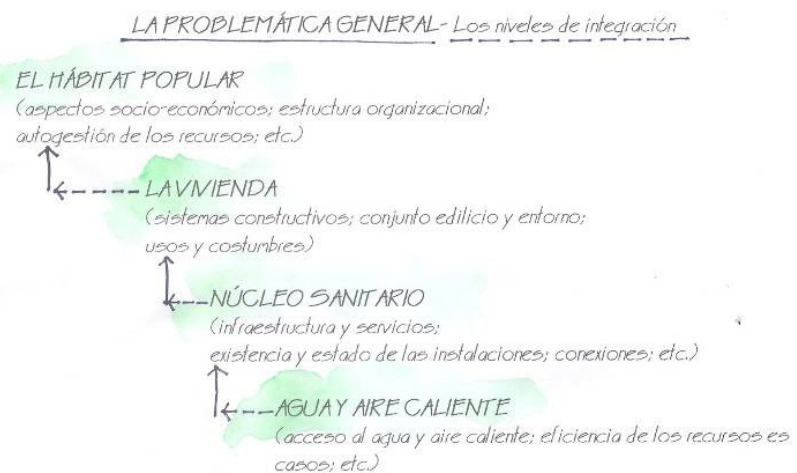 LA PROBLEMÁTICA GENERAL- Los niveles de integración
EL HÁBITAT POPULAR
(aspectos socio-económicos; estructura organizacional;
autogestión de los recursos; etc.)
LA VIVIENDA
(sistemas constructivos; conjunto edilicio y entorno;
usos y costumbres)
NÚCLEO SANITARIO
(infraestructura y servicios;
existencia y estado de las instalaciones; conexiones; etc.)
AGUA Y AIRE CALIENTE
(acceso al agua y aire caliente; eficiencia de los recursos es
casos; etc.)